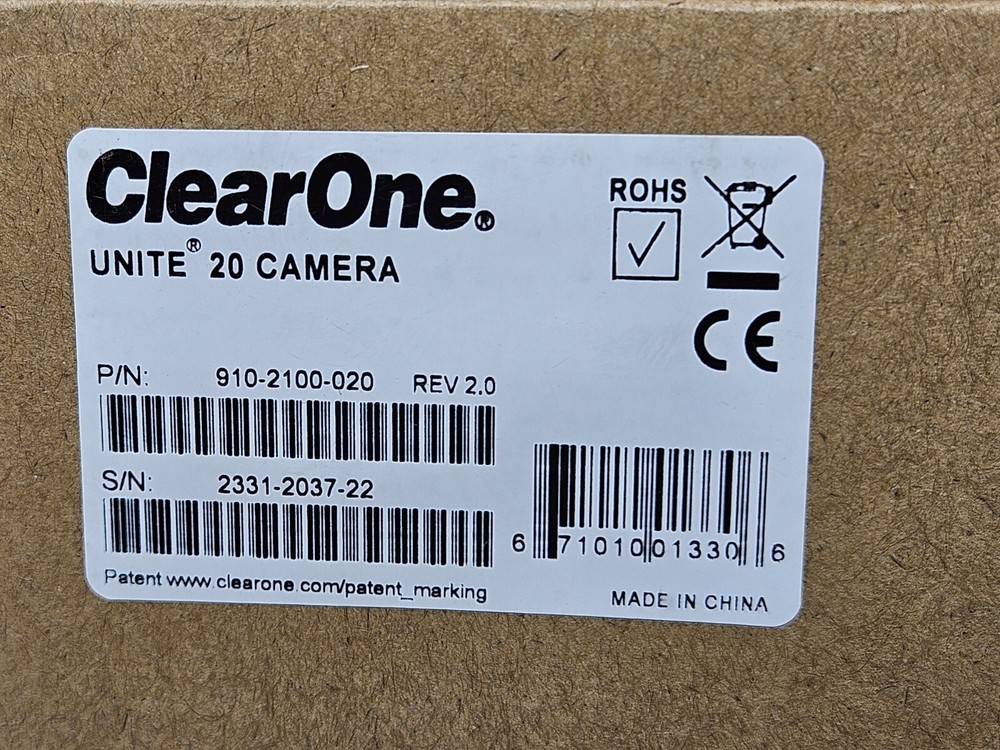 ClearOne®
UNITE® 20 CAMERA
ROHS
CE
P/N: 910-2100-020 REV 2.0
S/N: 2331-2037-22
6 71010 01330 6
Patent www.clearone.com/patent_marking
MADE IN CHINA